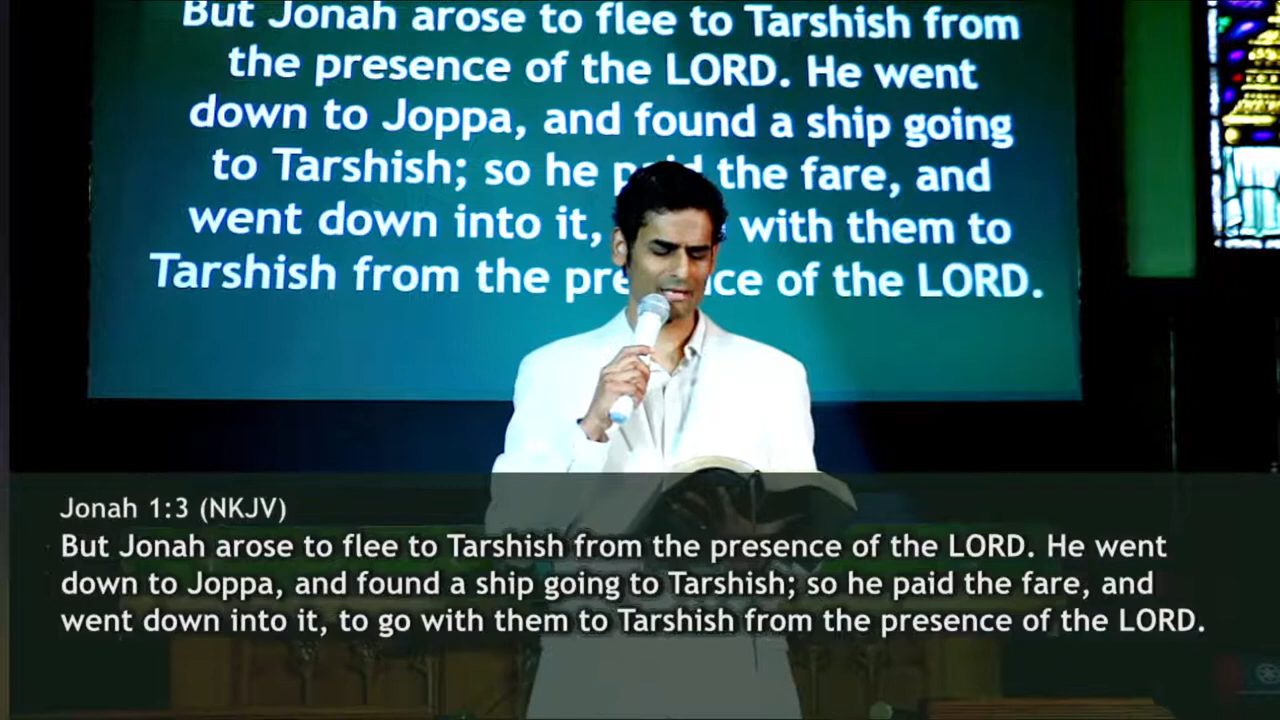 But Jonah arose to flee to Tarshish from
the presence of the LORD. He went
down to Joppa, and found a ship going
to Tarshish; so he paid the fare, and
went down into it, with them to
Tarshish from the presence of the LORD.
Jonah 1:3 (NKJV)
But Jonah arose to flee to Tarshish from the presence of the LORD. He went
down to Joppa, and found a ship going to Tarshish; so he paid the fare, and
went down into it, to go with them to Tarshish from the presence of the LORD.